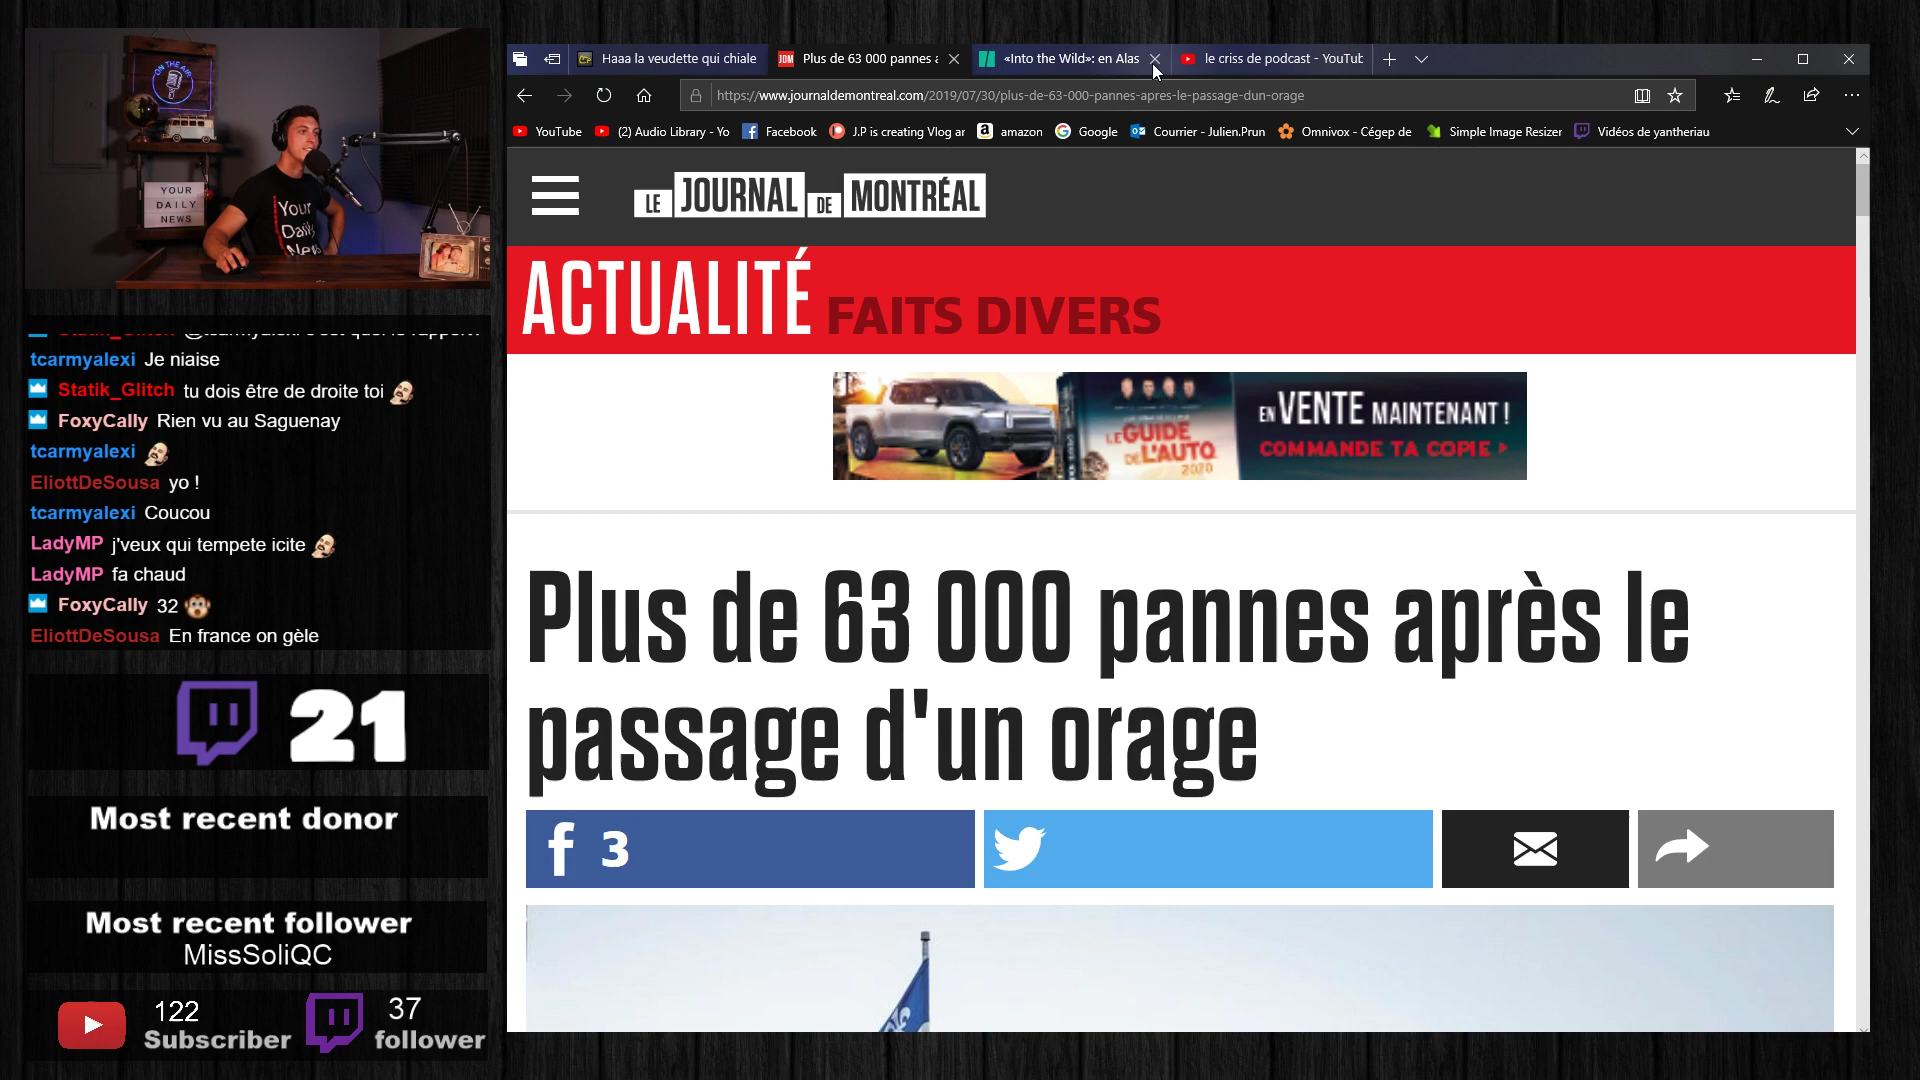 ON THE AIR
YOUR
DAILY
NEWS
Your
Daily
News
tcarmyalexi Je niaise
Statik_Glitch tu dois être de droite toi
FoxyCally Rien vu au Saguenay
tcarmyalexi
EliottDeSousa yo !
tcarmyalexi Coucou
LadyMP j'veux qui tempete icite
LadyMP fa chaud
FoxyCally 32
EliottDeSousa En france on gèle
21
Most recent donor
Most recent follower
MissSoliQC
122
Subscriber
37
follower
Haaa la veudette qui chiale
JDM Plus de 63 000 pannes a
«Into the Wild»: en Alas
le criss de podcast - YouTub
https://www.journaldemontreal.com/2019/07/30/plus-de-63-000-pannes-apres-le-passage-dun-orage
YouTube
(2) Audio Library - Yo
Facebook
J.P is creating Vlog ar
amazon
Google
Courrier - Julien.Prun
Omnivox - Cégep de
Simple Image Resizer
Vidéos de yantheriau
LE JOURNAL DE MONTRÉAL
ACTUALITÉ FAITS DIVERS
LE GUIDE
DE L'AUTO
2020
EN VENTE MAINTENANT !
COMMANDE TA COPIE
Plus de 63 000 pannes après le
passage d'un orage
3